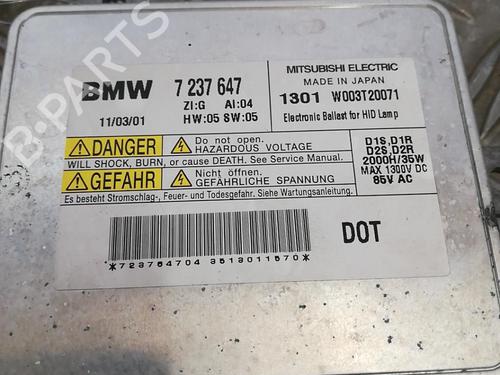 BMW 7 237 647
ZI:G AI:04
11/03/01 HW:05 SW:05
MITSUBISHI ELECTRIC
MADE IN JAPAN
1301 W003T20071
Electronic Ballast for HID Lamp
DANGER Do not open.
HAZARDOUS VOLTAGE
WILL SHOCK, BURN, or cause DEATH. See Service Manual.
GEFAHR Nicht öffnen.
GEFÄHRLICHE SPANNUNG
Es besteht Stromschlag-, Feuer- und Todesgefahr. Siehe Wartungsanleitung.
D1S,D1R
D2S,D2R
2000H/35W
MAX 1300V DC
85V AC
*723764704 3513011570*
DOT
B-PARTS